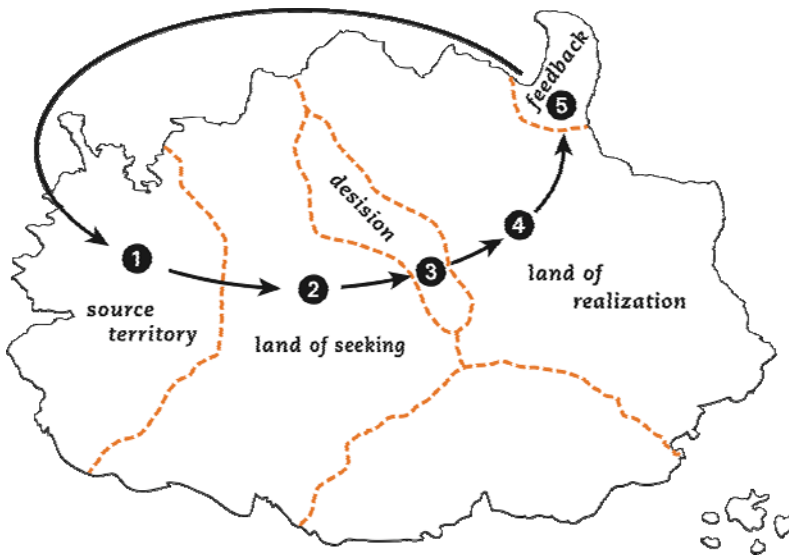 feedback
5
desision
4
1
3
2
land of
realization
source
territory
land of seeking